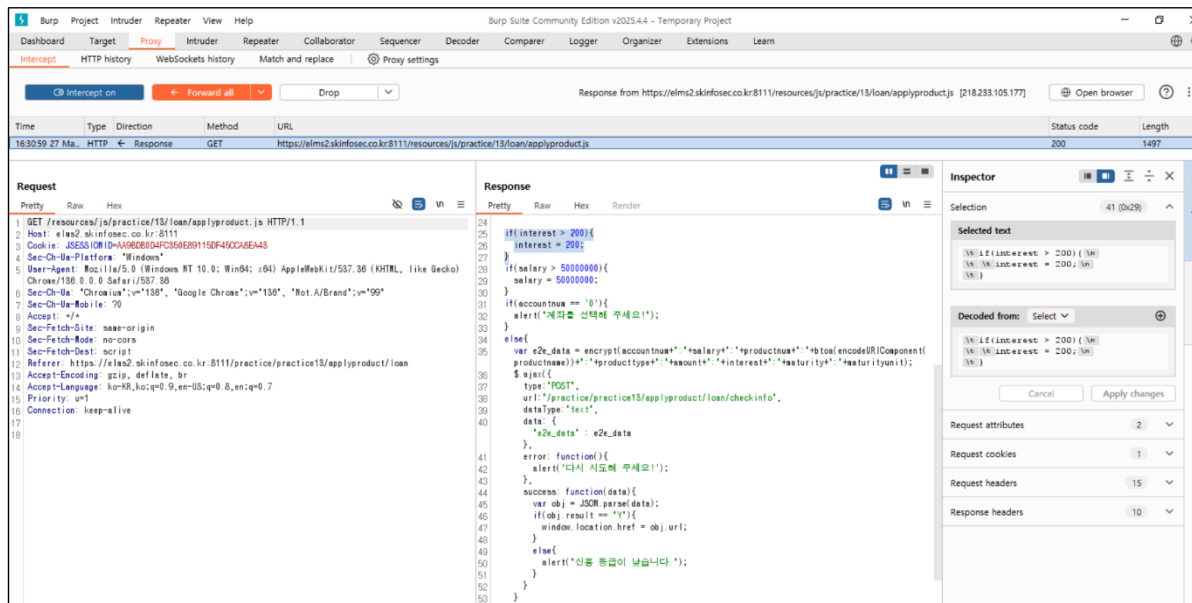 Burp Project Intruder Repeater View Help Burp Suite Community Edition v2025.4.4 - Temporary Project
Dashboard Target Proxy Intruder Repeater Collaborator Sequencer Decoder Comparer Logger Organizer Extensions Learn
Intercept HTTP history WebSockets history Match and replace Proxy settings
Intercept on Forward all Drop Response from https://elms2.skinfosec.co.kr:8111/resources/js/practice/13/loan/applyproduct.js [218.233.105.177] Open browser
Time Type Direction Method URL Status code Length
16:30:59 27 Ma... HTTP ← Response GET https://elms2.skinfosec.co.kr:8111/resources/js/practice/13/loan/applyproduct.js 200 1497
Request
Pretty Raw Hex
1 GET /resources/js/practice/13/loan/applyproduct.js HTTP/1.1
2 Host: elms2.skinfosec.co.kr:8111
3 Cookie: JSESSIONID=AA9BDB0D4FC350E89115DF45CCA8EA48
4 Sec-Ch-Ua-Platform: "Windows"
5 User-Agent: Mozilla/5.0 (Windows NT 10.0; Win64; x64) AppleWebKit/537.36 (KHTML, like Gecko)
Chrome/136.0.0.0 Safari/537.36
6 Sec-Ch-Ua: "Chromium";v="136", "Google Chrome";v="136", "Not.A/Brand";v="99"
7 Sec-Ch-Ua-Mobile: ?0
8 Accept: */*
9 Sec-Fetch-Site: same-origin
10 Sec-Fetch-Mode: no-cors
11 Sec-Fetch-Dest: script
12 Referer: https://elms2.skinfosec.co.kr:8111/practice/practice13/applyproduct/loan
13 Accept-Encoding: gzip, deflate, br
14 Accept-Language: ko-KR,ko;q=0.9,en-US;q=0.8,en;q=0.7
15 Priority: u=1
16 Connection: keep-alive
17
18
Response
Pretty Raw Hex Render
24
25 if(interest > 200){
26 interest = 200;
27 }
28 if(salary > 50000000){
29 salary = 50000000;
30 }
31 if(accountnum == '0'){
32 alert("계좌를 선택해 주세요!");
33 }
34 else{
35 var e2e_data = encrypt(accountnum+":"+salary+":"+productnum+":"+btoa(encodeURIComponent(
productname))+":"+producttype+":"+amount+":"+interest+":"+maturity+":"+maturityunit);
36 $.ajax({
37 type:"POST",
38 url:"/practice/practice13/applyproduct/loan/checkinfo",
39 dataType:"text",
40 data: {
"e2e_data" : e2e_data
},
41 error: function(){
42 alert('다시 시도해 주세요!');
43 },
44 success: function(data){
45 var obj = JSON.parse(data);
46 if(obj.result == "Y"){
47 window.location.href = obj.url;
48 }
49 else{
50 alert("신용 등급이 낮습니다.");
51 }
52 }
53 }
Inspector
Selection 41 (0x29)
Selected text
\t if(interest > 200){ \n
\t \t interest = 200; \n
\t }
Decoded from: Select
\t if(interest > 200){ \n
\t \t interest = 200; \n
\t }
Cancel Apply changes
Request attributes 2
Request cookies 1
Request headers 15
Response headers 10